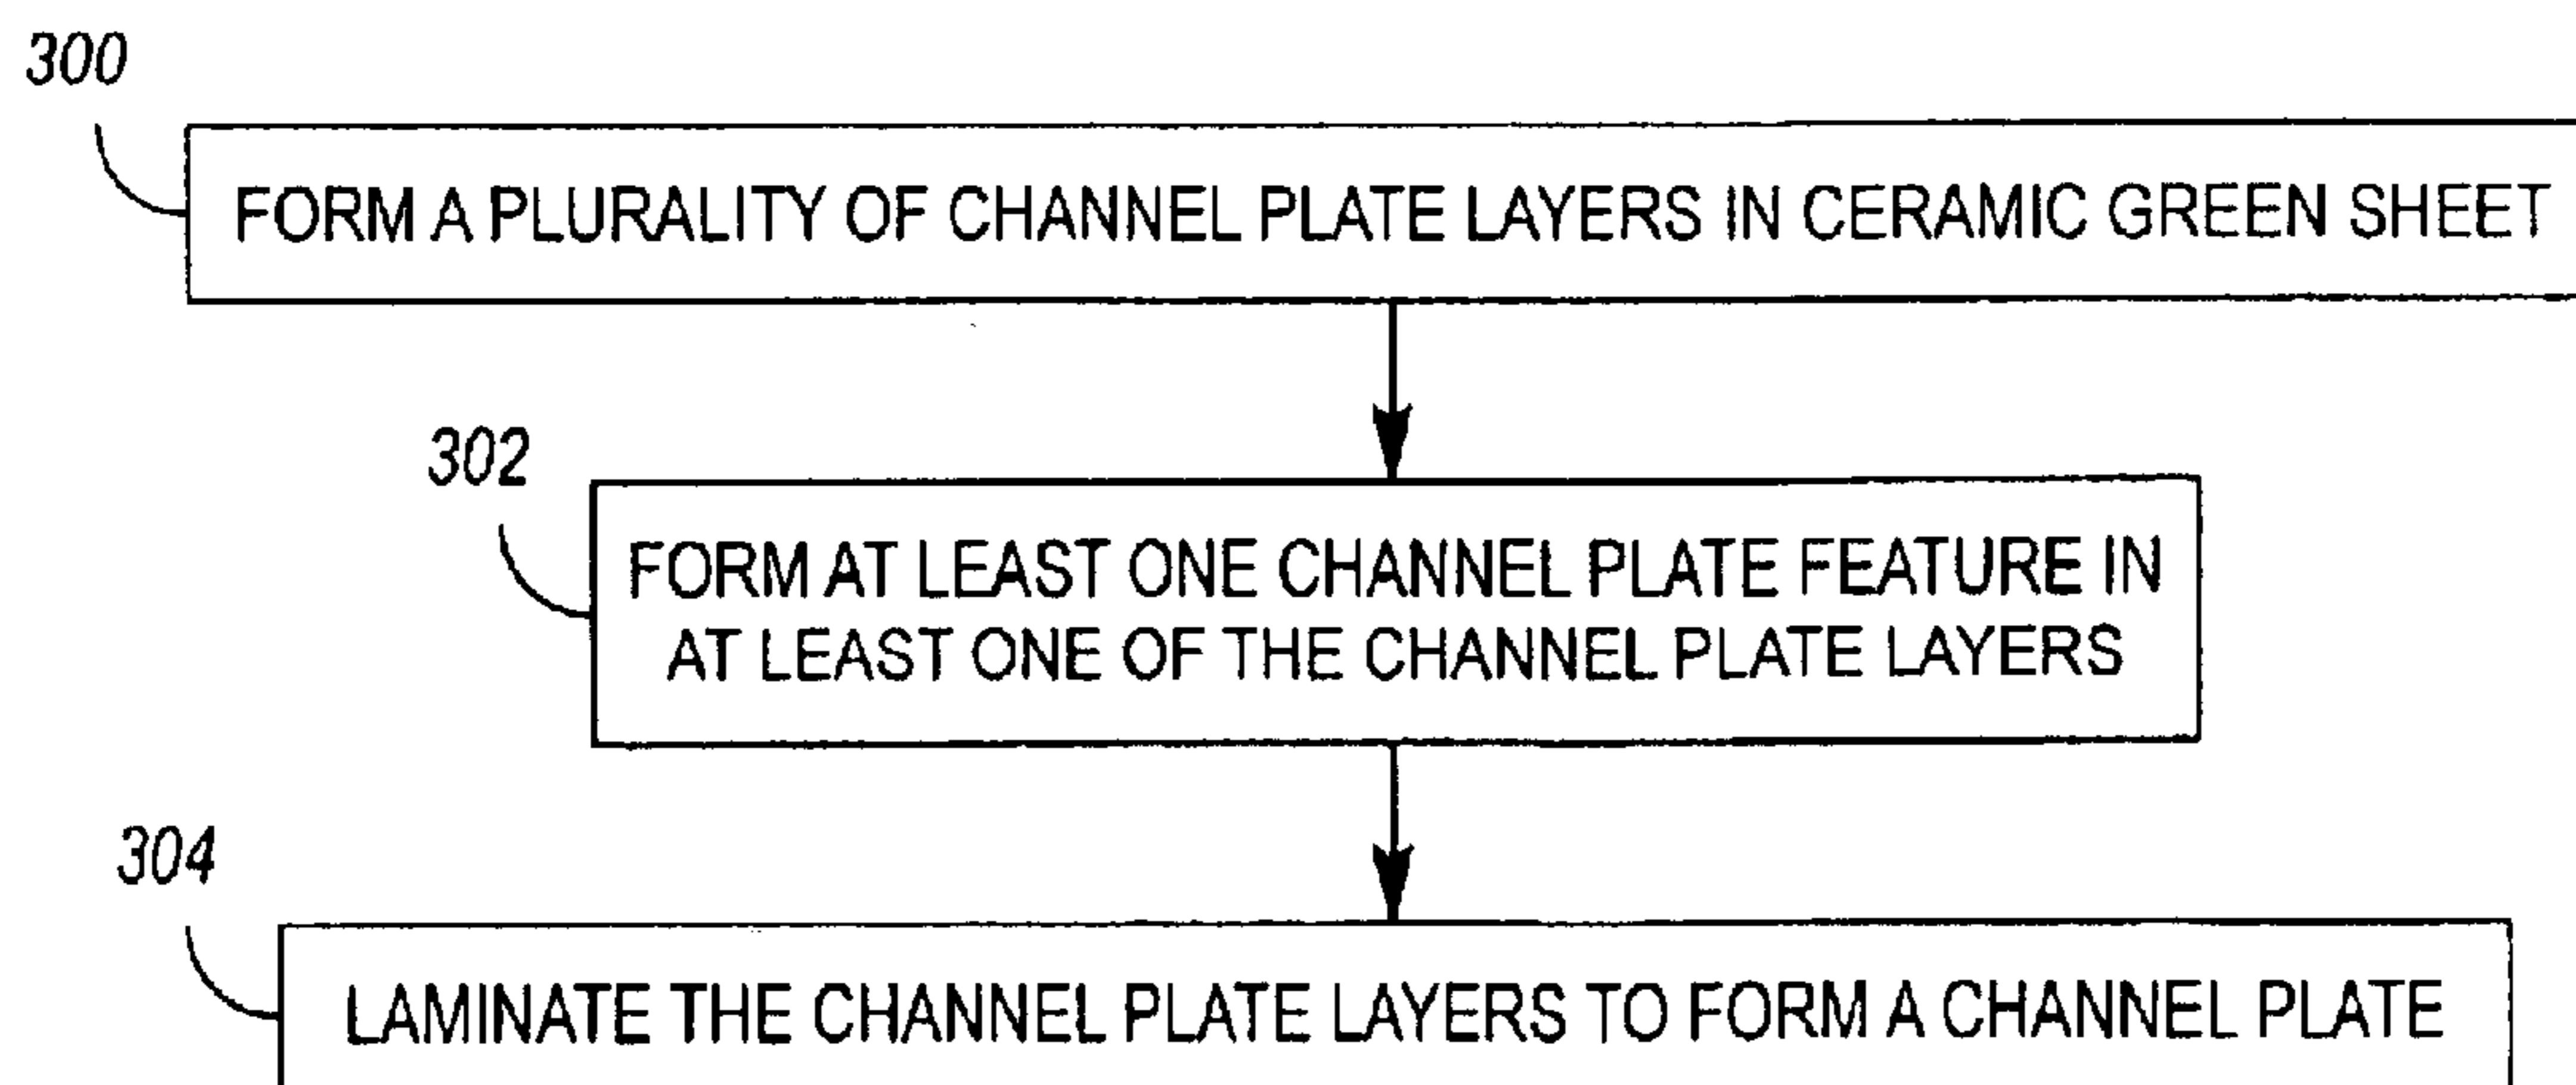 300
FORM A PLURALITY OF CHANNEL PLATE LAYERS IN CERAMIC GREEN SHEET
302
FORM AT LEAST ONE CHANNEL PLATE FEATURE IN
AT LEAST ONE OF THE CHANNEL PLATE LAYERS
304
LAMINATE THE CHANNEL PLATE LAYERS TO FORM A CHANNEL PLATE